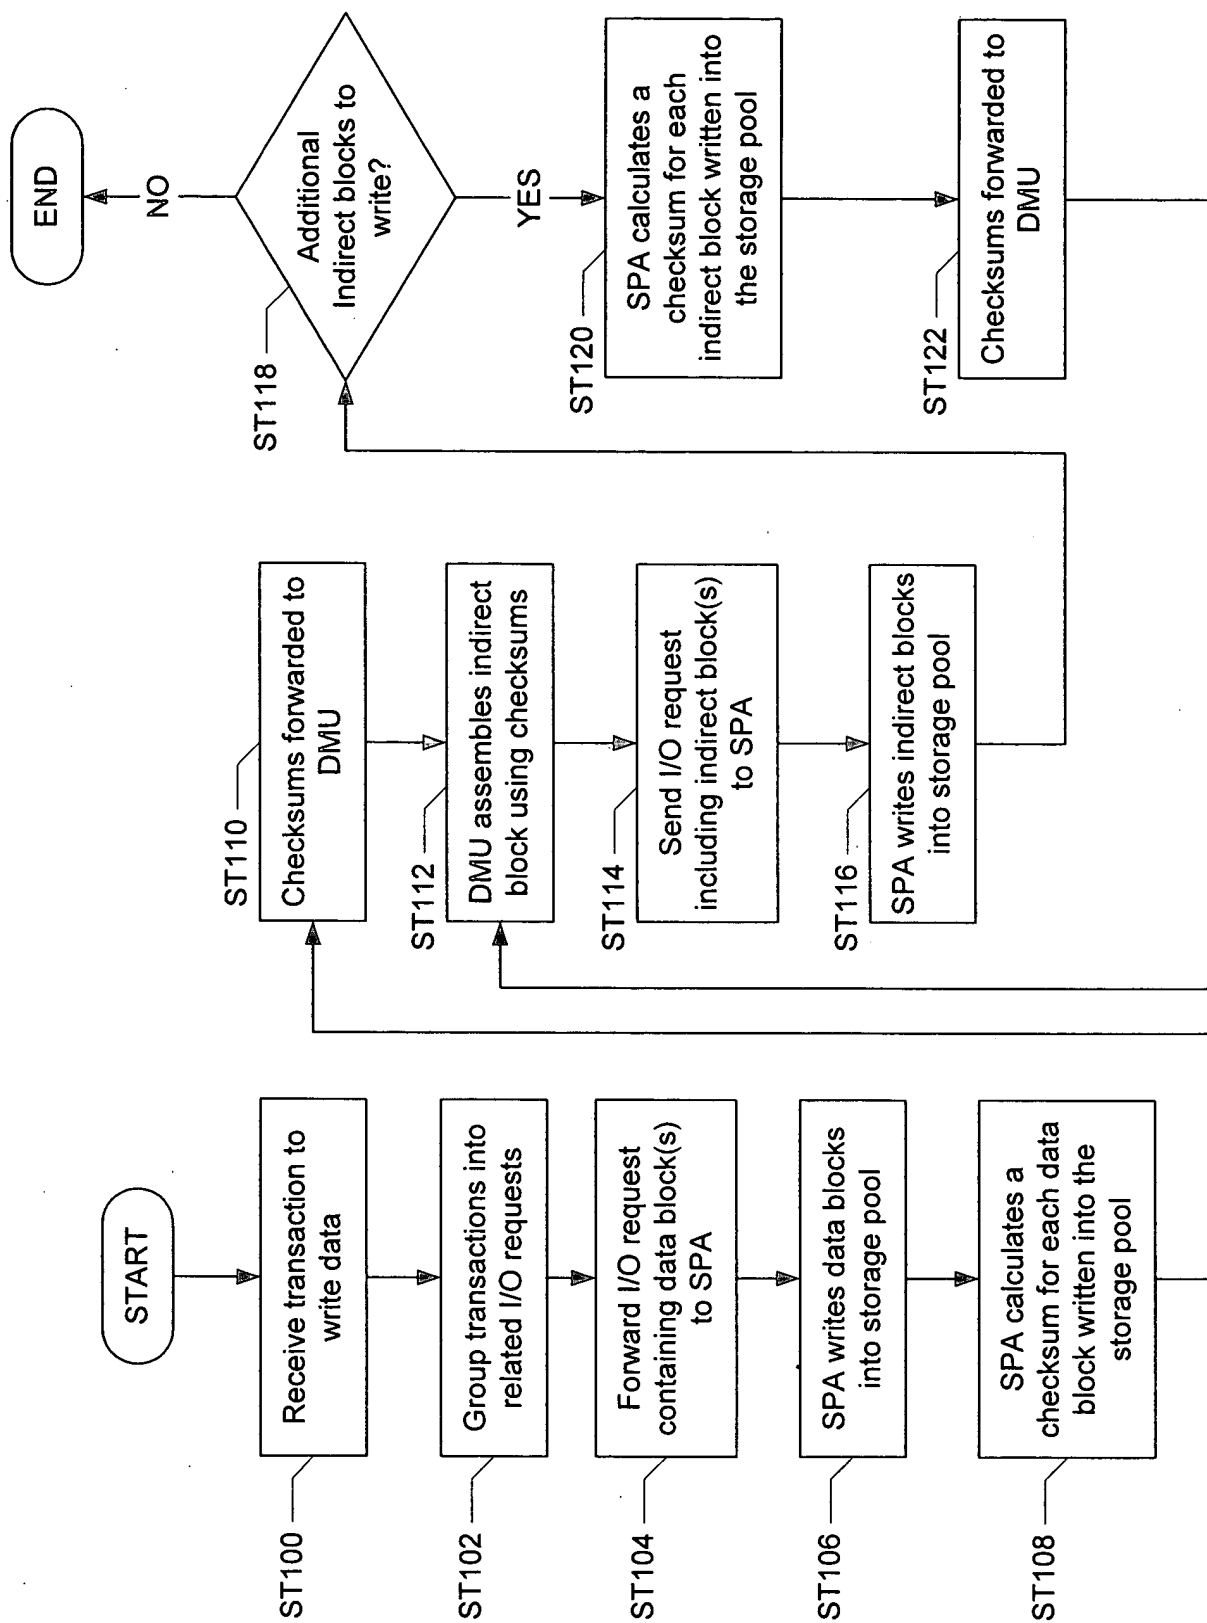 START
ST100
Receive transaction to
write data
ST102
Group transactions into
related I/O requests
ST104
Forward I/O request
containing data block(s)
to SPA
ST106
SPA writes data blocks
into storage pool
ST108
SPA calculates a
checksum for each data
block written into the
storage pool
ST110
Checksums forwarded to
DMU
ST112
DMU assembles indirect
block using checksums
ST114
Send I/O request
including indirect block(s)
to SPA
ST116
SPA writes indirect blocks
into storage pool
END
NO
ST118
Additional
Indirect blocks to
write?
YES
ST120
SPA calculates a
checksum for each
indirect block written into
the storage pool
ST122
Checksums forwarded to
DMU